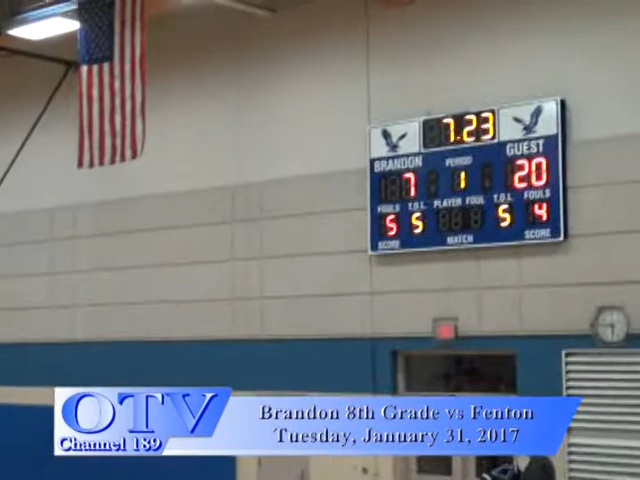 7.23
BRANDON
PERIOD
GUEST
7
1
20
FOULS T.O.L. PLAYER FOUL T.O.L. FOULS
5 5 5 4
SCORE MATCH SCORE
OTV
Channel 189
Brandon 8th Grade vs Fenton
Tuesday, January 31, 2017